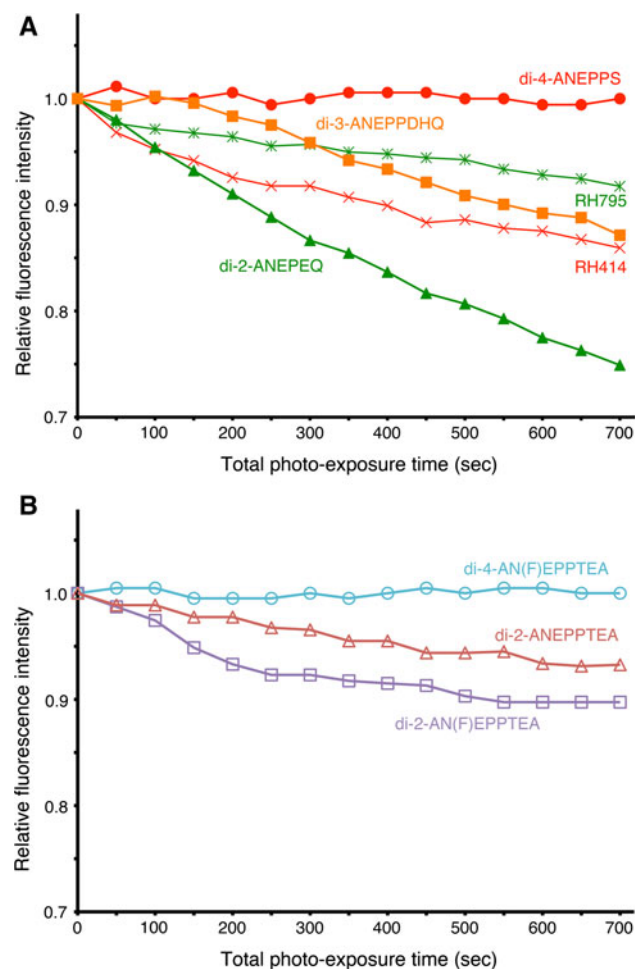 A
Relative fluorescence intensity
1.0
0.9
0.8
0.7
di-4-ANEPPS
di-3-ANEPPDHQ
RH795
di-2-ANEPEQ
RH414
0 100 200 300 400 500 600 700
Total photo-exposure time (sec)
B
Relative fluorescence intensity
1.0
0.9
0.8
0.7
di-4-AN(F)EPPTEA
di-2-ANEPPTEA
di-2-AN(F)EPPTEA
0 100 200 300 400 500 600 700
Total photo-exposure time (sec)